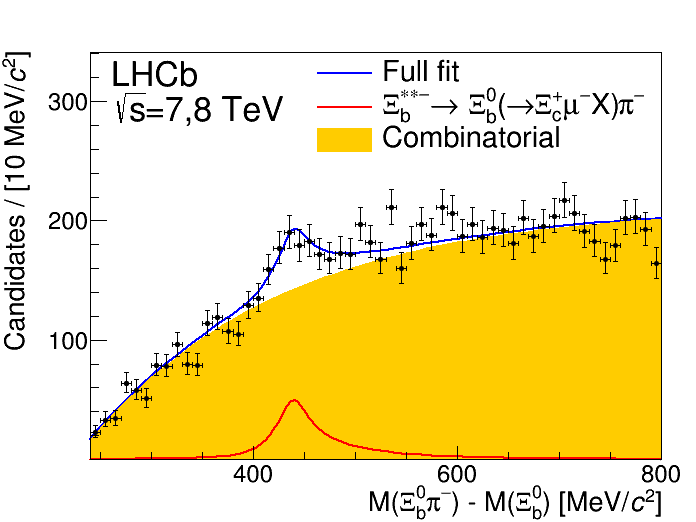 LHCb
√s=7,8 TeV
Full fit
Ξb**-→ Ξb0(→Ξc+μ-X)π-
Combinatorial
Candidates / [10 MeV/c2]
300
200
100
400
600
800
M(Ξb0π-) - M(Ξb0) [MeV/c2]